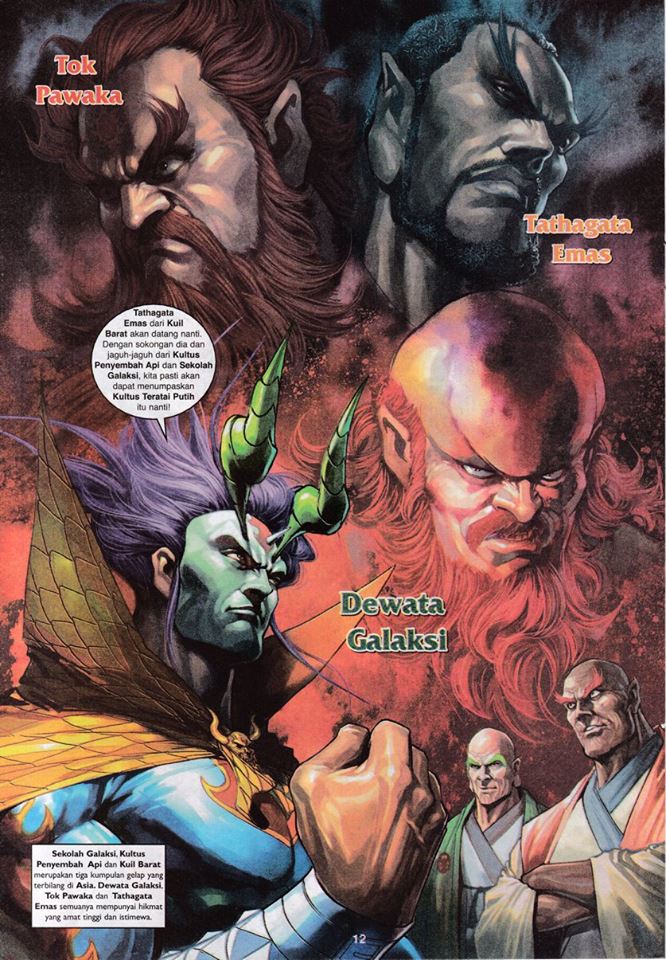 Tok
Pawaka
Tathagata
Emas
Tathagata
Emas dari Kuil
Barat akan datang nanti.
Dengan sokongan dia dan
jaguh-jaguh dari Kultus
Penyembah Api dan Sekolah
Galaksi, kita pasti akan
dapat menumpaskan
Kultus Teratai Putih
itu nanti!
Dewata
Galaksi
Sekolah Galaksi, Kultus
Penyembah Api dan Kuil Barat
merupakan tiga kumpulan gelap yang
terbilang di Asia. Dewata Galaksi,
Tok Pawaka dan Tathagata
Emas semuanya mempunyai hikmat
yang amat tinggi dan istimewa.
12